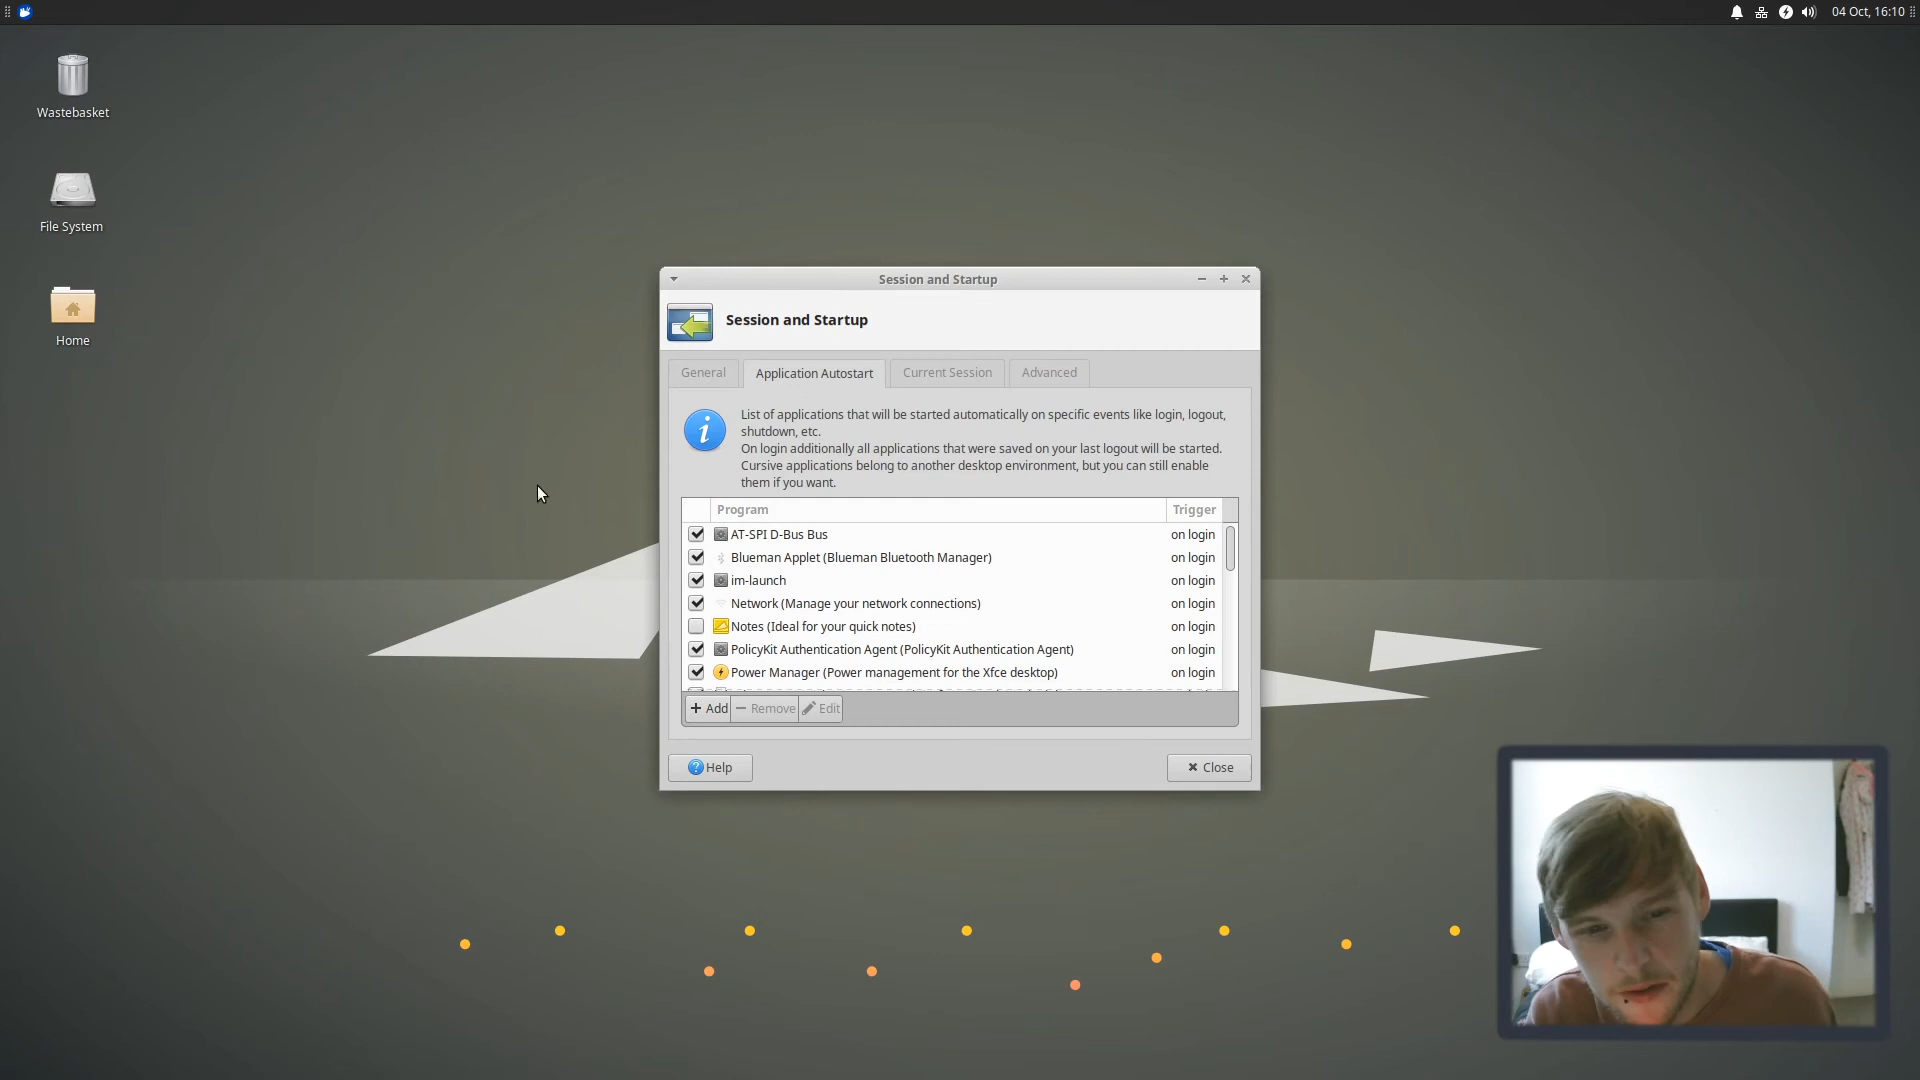 04 Oct, 16:10
Wastebasket
File System
Home
Session and Startup
Session and Startup
General
Application Autostart
Current Session
Advanced
List of applications that will be started automatically on specific events like login, logout,
shutdown, etc.
On login additionally all applications that were saved on your last logout will be started.
Cursive applications belong to another desktop environment, but you can still enable
them if you want.
Program Trigger
AT-SPI D-Bus Bus on login
Blueman Applet (Blueman Bluetooth Manager) on login
im-launch on login
Network (Manage your network connections) on login
Notes (Ideal for your quick notes) on login
PolicyKit Authentication Agent (PolicyKit Authentication Agent) on login
Power Manager (Power management for the Xfce desktop) on login
Add Remove Edit
Help
Close